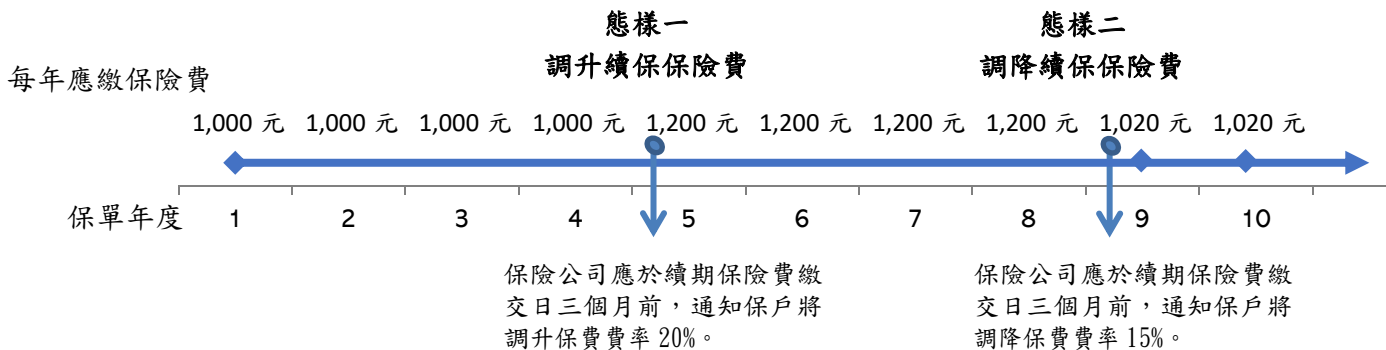 態樣一
調升續保保險費
態樣二
調降續保保險費
每年應繳保險費
1,000 元 1,000 元 1,000 元 1,000 元 1,200 元 1,200 元 1,200 元 1,200 元 1,020 元 1,020 元
保單年度 1 2 3 4 5 6 7 8 9 10
保險公司應於續期保險費繳
交日三個月前，通知保戶將
調升保費費率 20%。
保險公司應於續期保險費繳
交日三個月前，通知保戶將
調降保費費率 15%。